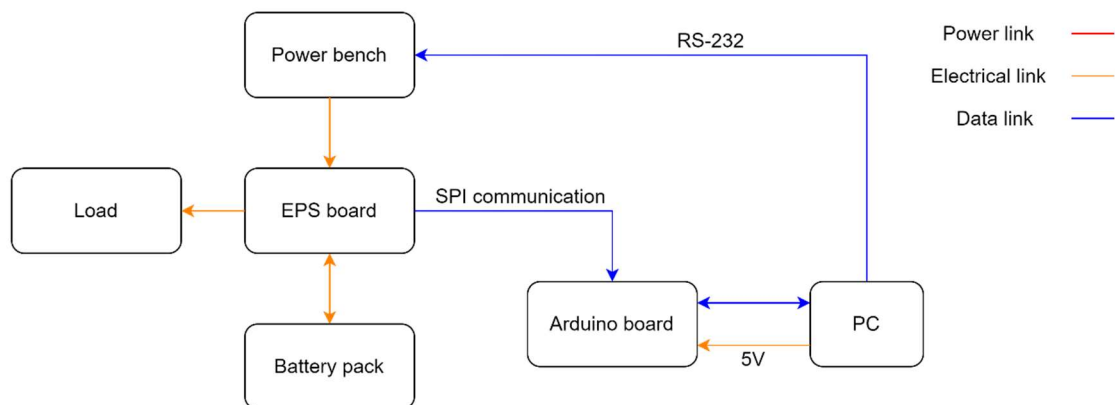 Power bench
RS-232
Power link
Electrical link
Data link
Load
EPS board
SPI communication
Arduino board
PC
5V
Battery pack